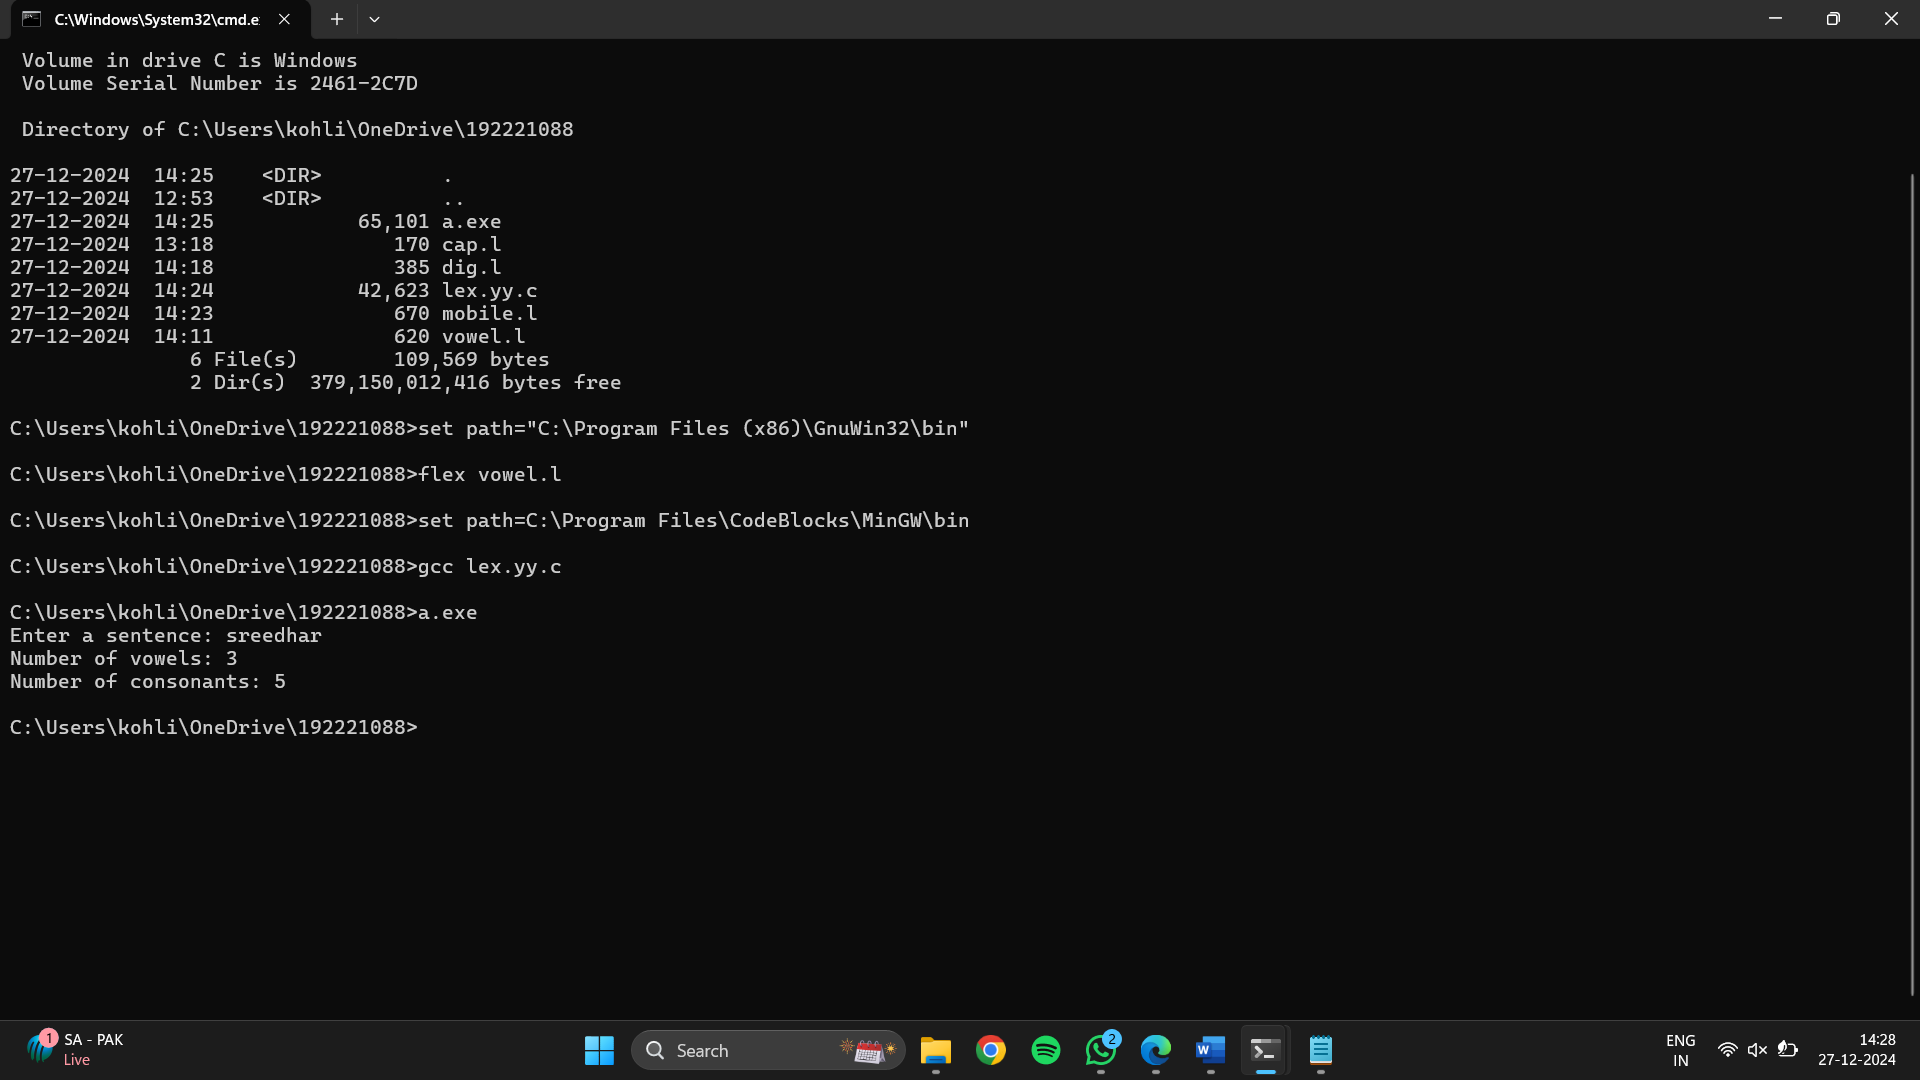 C:\Windows\System32\cmd.e
Volume in drive C is Windows
Volume Serial Number is 2461-2C7D
Directory of C:\Users\kohli\OneDrive\192221088
27-12-2024  14:25    <DIR>          .
27-12-2024  12:53    <DIR>          ..
27-12-2024  14:25            65,101 a.exe
27-12-2024  13:18               170 cap.l
27-12-2024  14:18               385 dig.l
27-12-2024  14:24            42,623 lex.yy.c
27-12-2024  14:23               670 mobile.l
27-12-2024  14:11               620 vowel.l
6 File(s)        109,569 bytes
2 Dir(s)  379,150,012,416 bytes free
C:\Users\kohli\OneDrive\192221088>set path="C:\Program Files (x86)\GnuWin32\bin"
C:\Users\kohli\OneDrive\192221088>flex vowel.l
C:\Users\kohli\OneDrive\192221088>set path=C:\Program Files\CodeBlocks\MinGW\bin
C:\Users\kohli\OneDrive\192221088>gcc lex.yy.c
C:\Users\kohli\OneDrive\192221088>a.exe
Enter a sentence: sreedhar
Number of vowels: 3
Number of consonants: 5
C:\Users\kohli\OneDrive\192221088>
1
SA - PAK
Live
Search
2
W
ENG
IN
14:28
27-12-2024